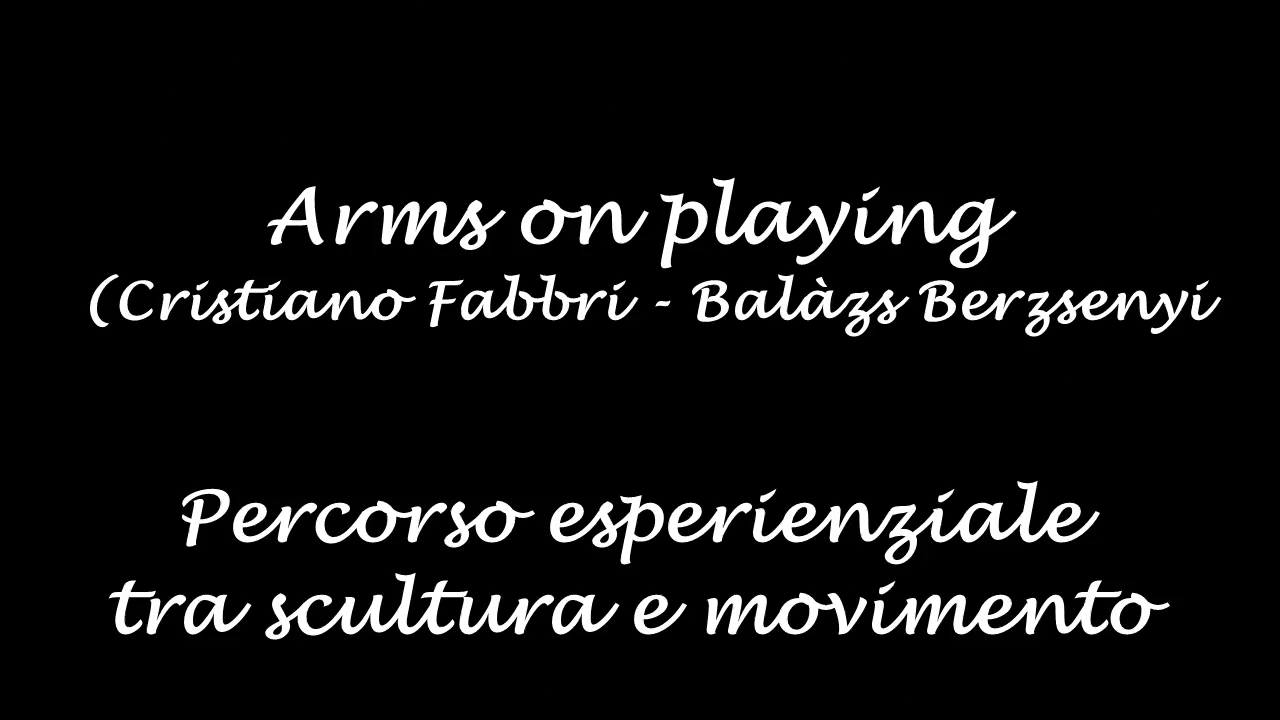 Arms on playing
(Cristiano Fabbri - Balàzs Berzsenyi
Percorso esperienziale
tra scultura e movimento